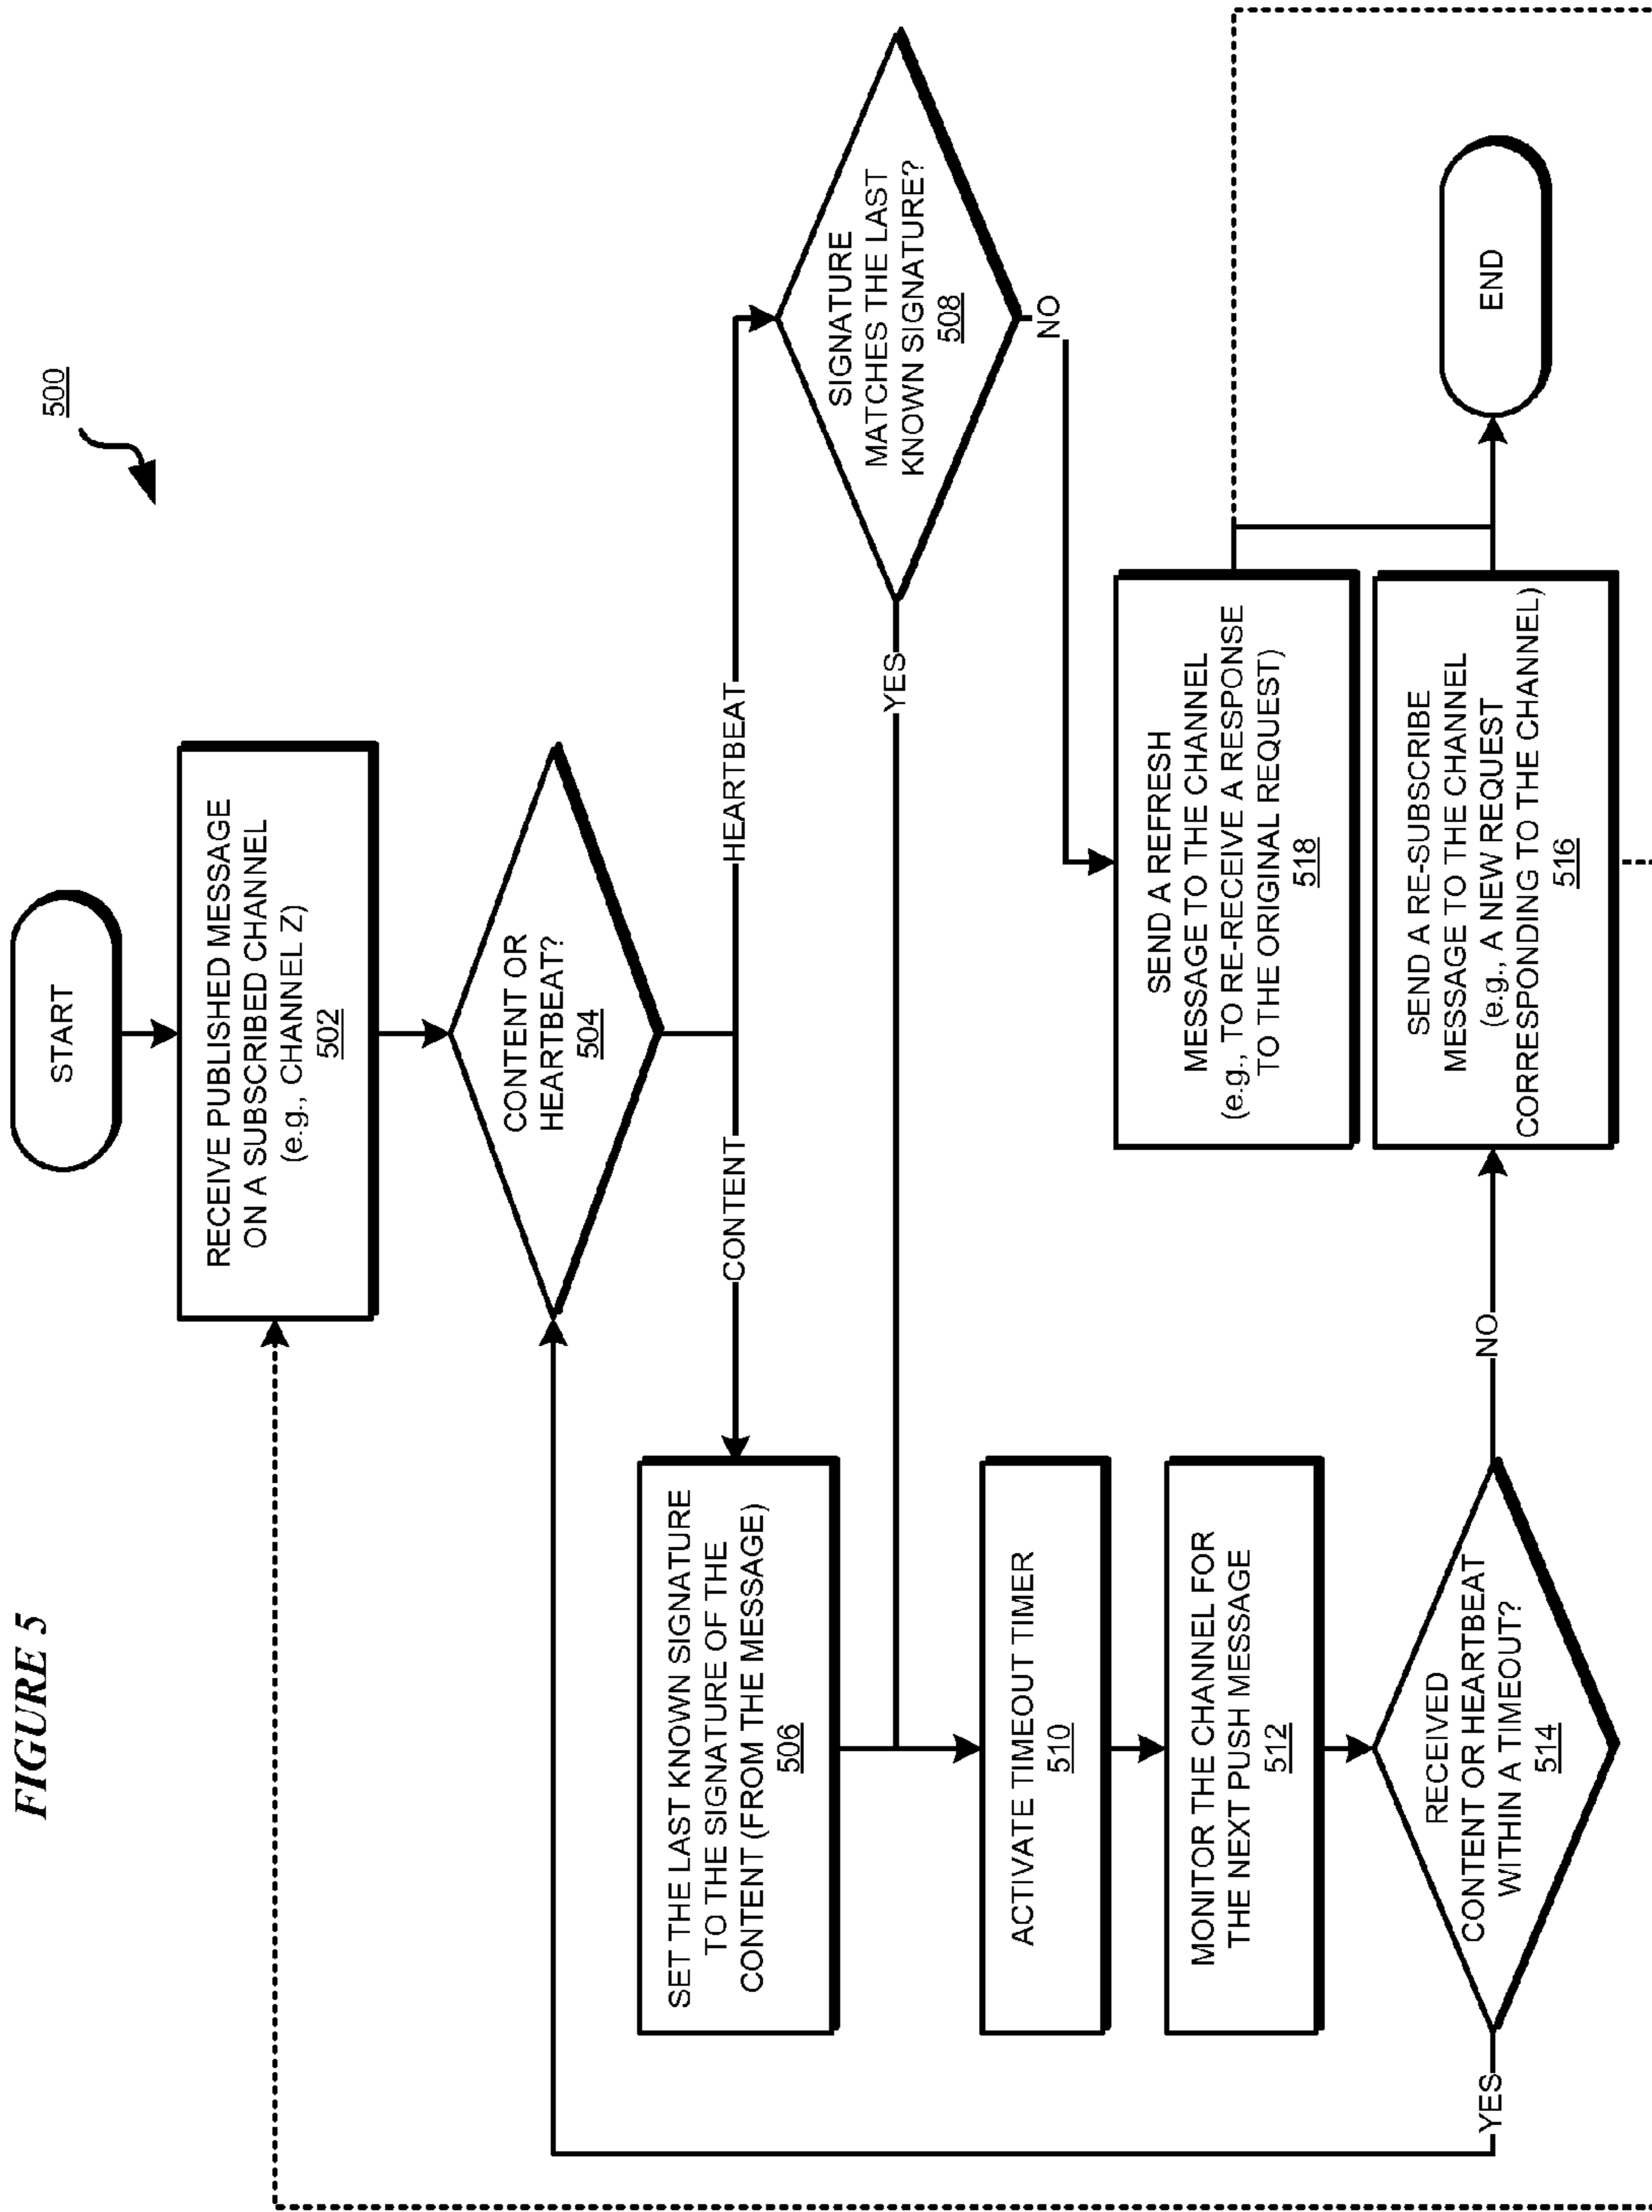 500
START
RECEIVE PUBLISHED MESSAGE
ON A SUBSCRIBED CHANNEL
(e.g., CHANNEL Z)
502
CONTENT OR
HEARTBEAT?
504
CONTENT
HEARTBEAT
SET THE LAST KNOWN SIGNATURE
TO THE SIGNATURE OF THE
CONTENT (FROM THE MESSAGE)
506
SIGNATURE
MATCHES THE LAST
KNOWN SIGNATURE?
508
YES
NO
ACTIVATE TIMEOUT TIMER
510
MONITOR THE CHANNEL FOR
THE NEXT PUSH MESSAGE
512
RECEIVED
CONTENT OR HEARTBEAT
WITHIN A TIMEOUT?
514
YES
NO
SEND A REFRESH
MESSAGE TO THE CHANNEL
(e.g., TO RE-RECEIVE A RESPONSE
TO THE ORIGINAL REQUEST)
518
SEND A RE-SUBSCRIBE
MESSAGE TO THE CHANNEL
(e.g., A NEW REQUEST
CORRESPONDING TO THE CHANNEL)
516
END
FIGURE 5